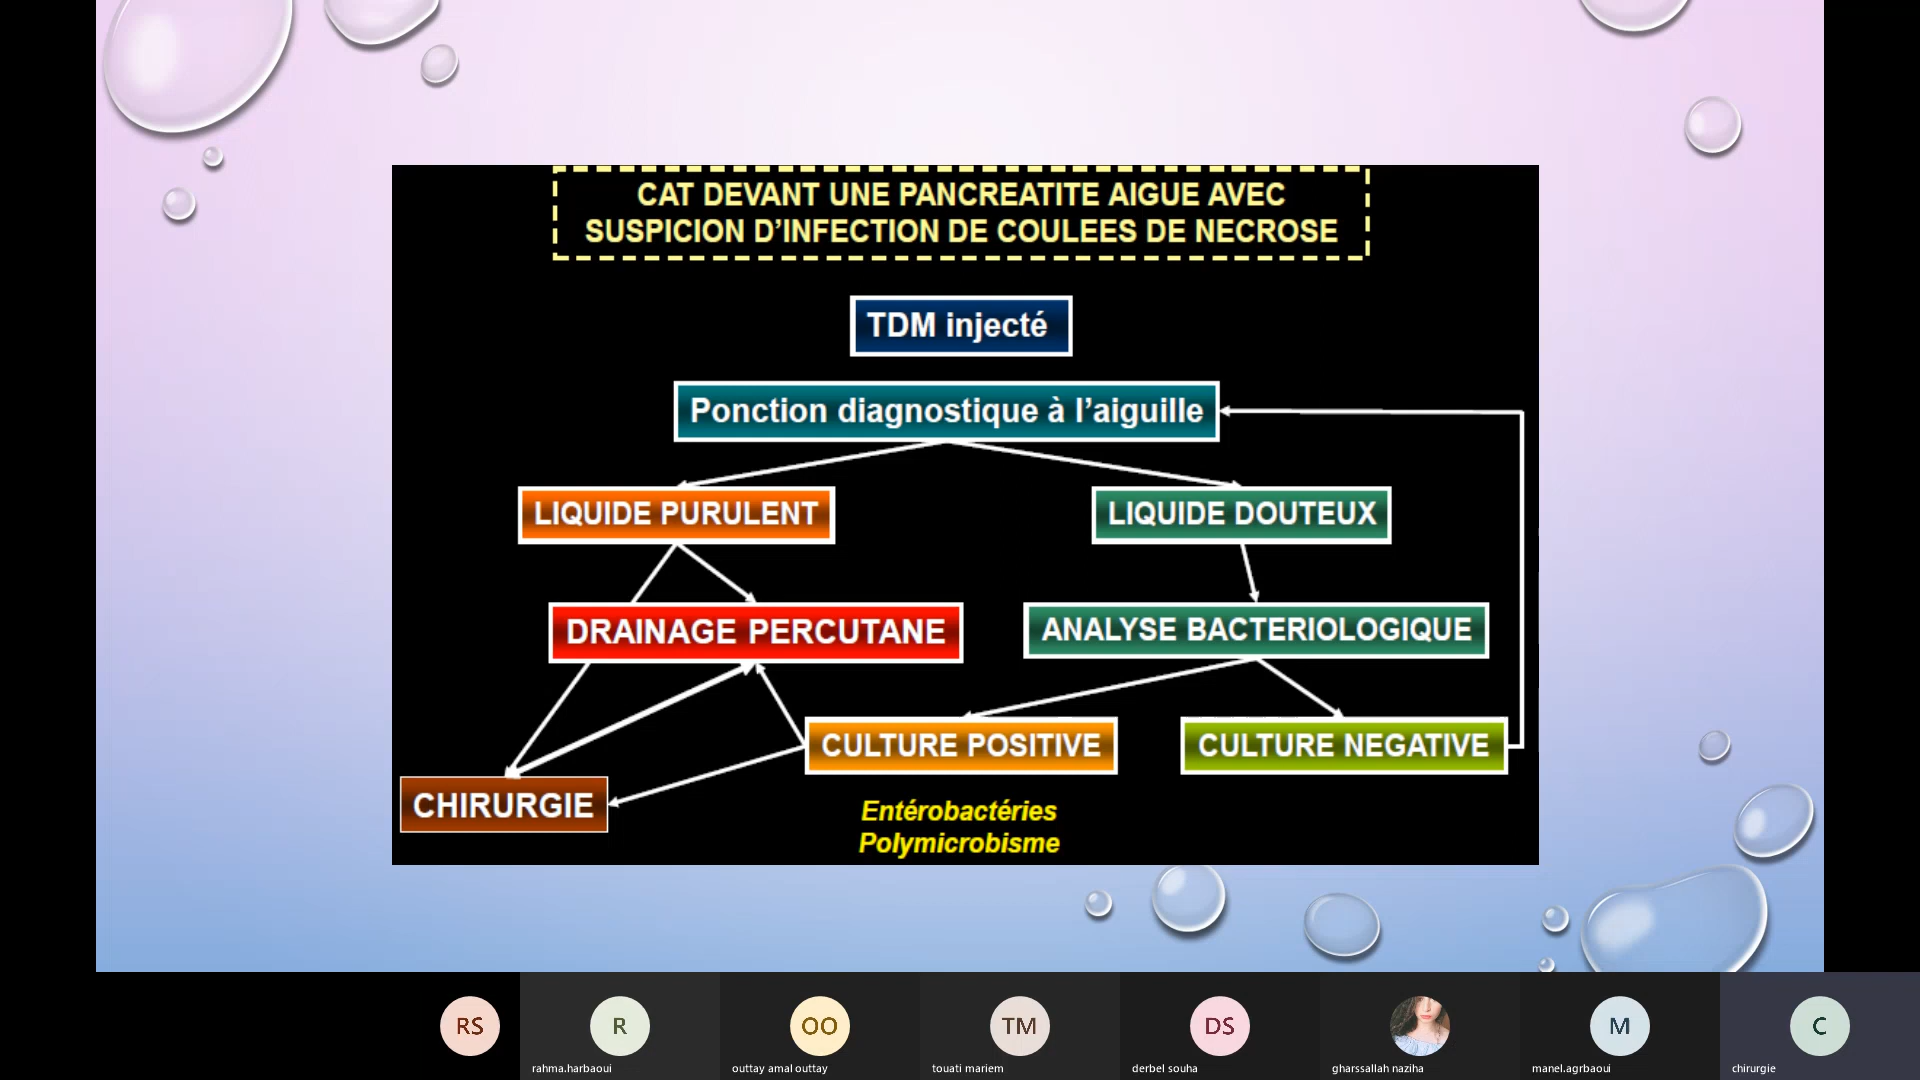 CAT DEVANT UNE PANCREATITE AIGUE AVEC
SUSPICION D’INFECTION DE COULEES DE NECROSE
TDM injecté
Ponction diagnostique à l’aiguille
LIQUIDE PURULENT
LIQUIDE DOUTEUX
DRAINAGE PERCUTANE
ANALYSE BACTERIOLOGIQUE
CULTURE POSITIVE
CULTURE NEGATIVE
CHIRURGIE
Entérobactéries
Polymicrobisme
RS
R
OO
TM
DS
M
C
rahma.harbaoui
outtay amal outtay
touati mariem
derbel souha
gharssallah naziha
manel.agrbaoui
chirurgie